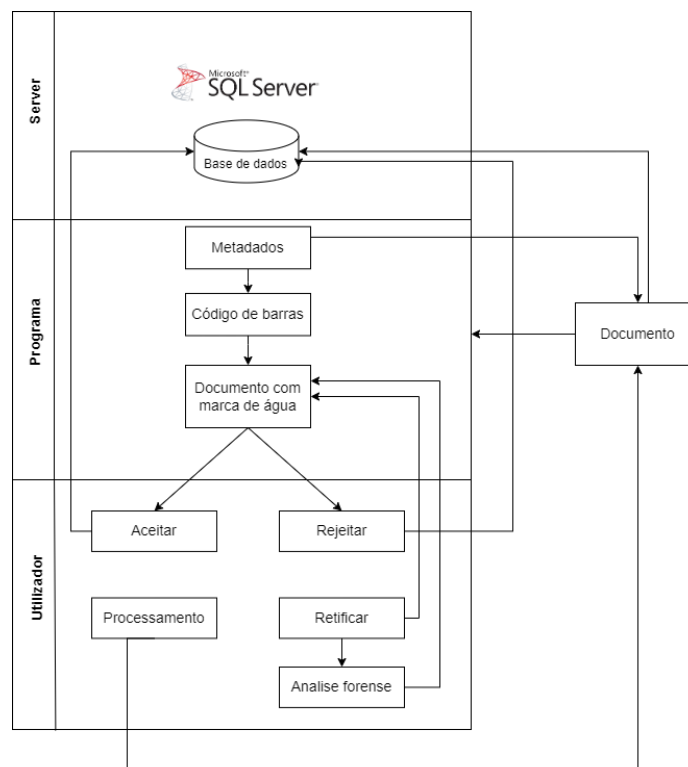 Server
Microsoft
SQL Server
Base de dados
Programa
Metadados
Código de barras
Documento com
marca de água
Documento
Utilizador
Aceitar
Rejeitar
Processamento
Retificar
Analise forense